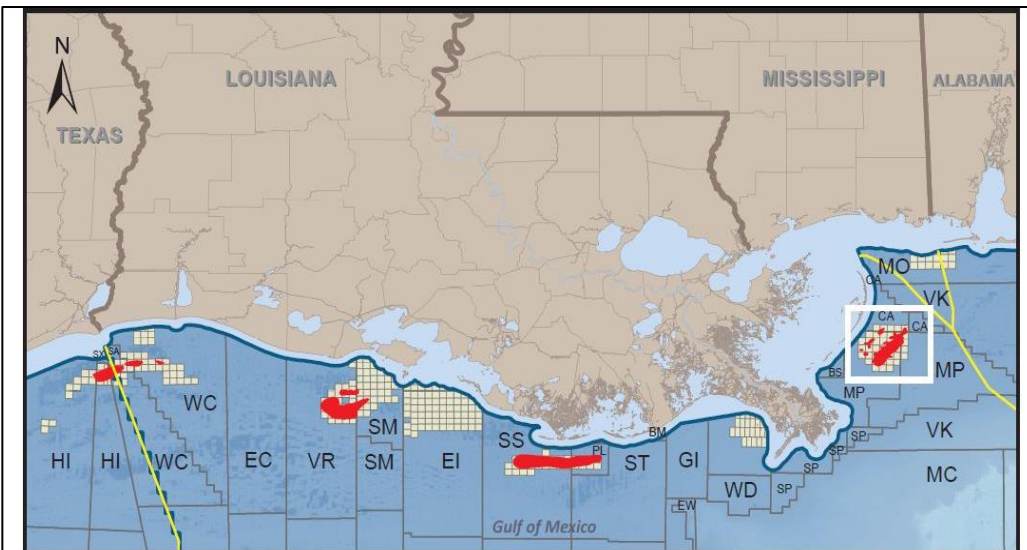 N
LOUISIANA
MISSISSIPPI
ALABAMA
TEXAS
MO
CA
VK
CA
CA
SX
SA
BS
MP
MP
WC
SM
SS
BM
SP
VK
HI
HI
WC
EC
VR
SM
EI
PL
ST
GI
SP
SP
MC
WD
SP
EW
Gulf of Mexico